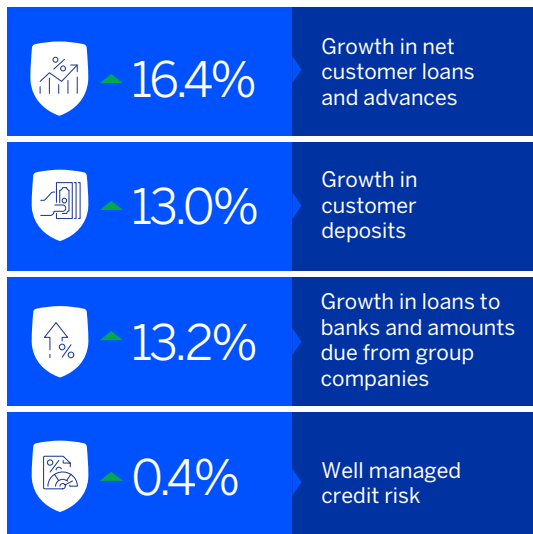 16.4%
Growth in net
customer loans
and advances
13.0%
Growth in
customer
deposits
13.2%
Growth in loans to
banks and amounts
due from group
companies
0.4%
Well managed
credit risk